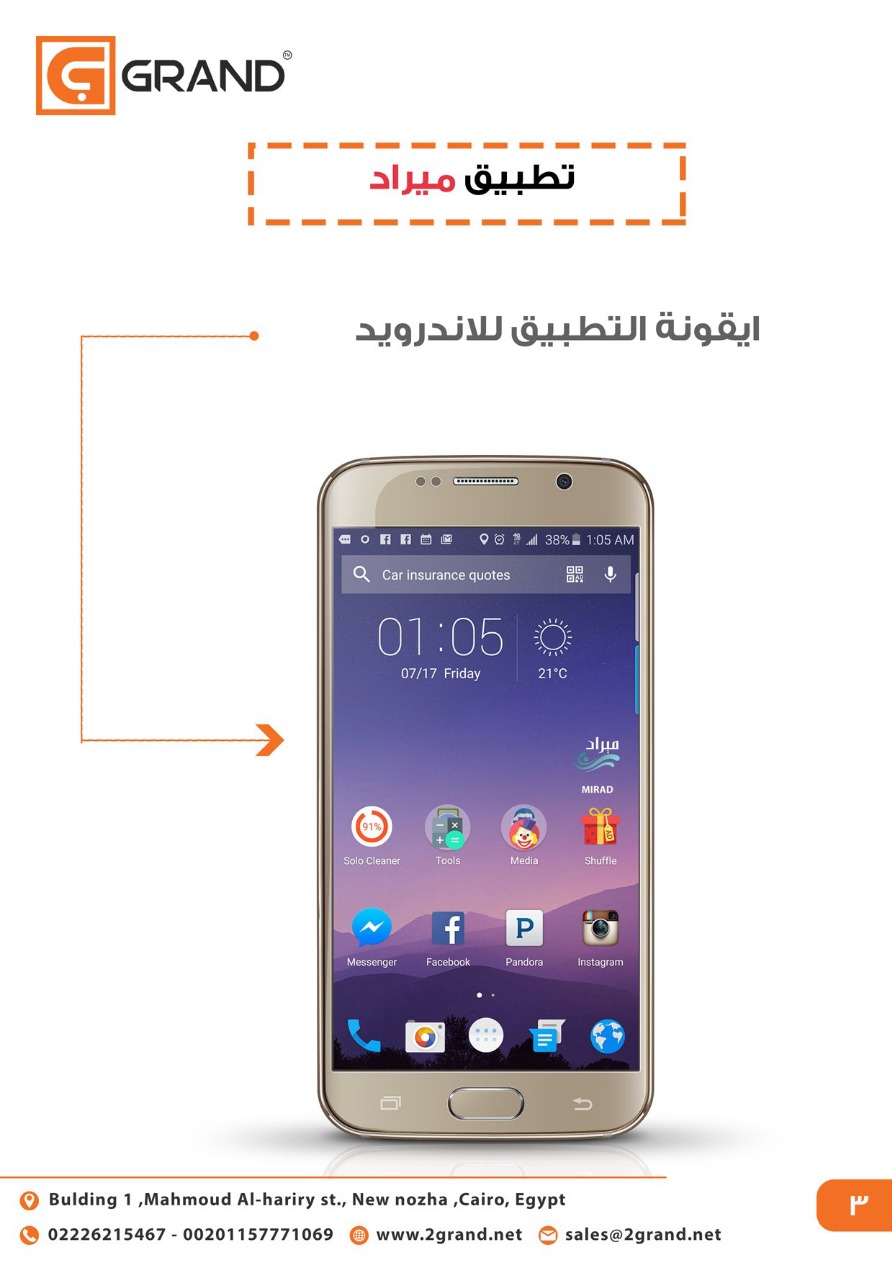 GRAND
تطبيق ميراد
ايقونة التطبيق للاندرويد
38% 1:05 AM
Car insurance quotes
01:05
07/17 Friday 21°C
ميراد
MIRAD
91%
Solo Cleaner Tools Media Shuffle
Messenger Facebook Pandora Instagram
Bulding 1 ,Mahmoud Al-hariry st., New nozha ,Cairo, Egypt
02226215467 - 00201157771069 www.2grand.net sales@2grand.net
٣